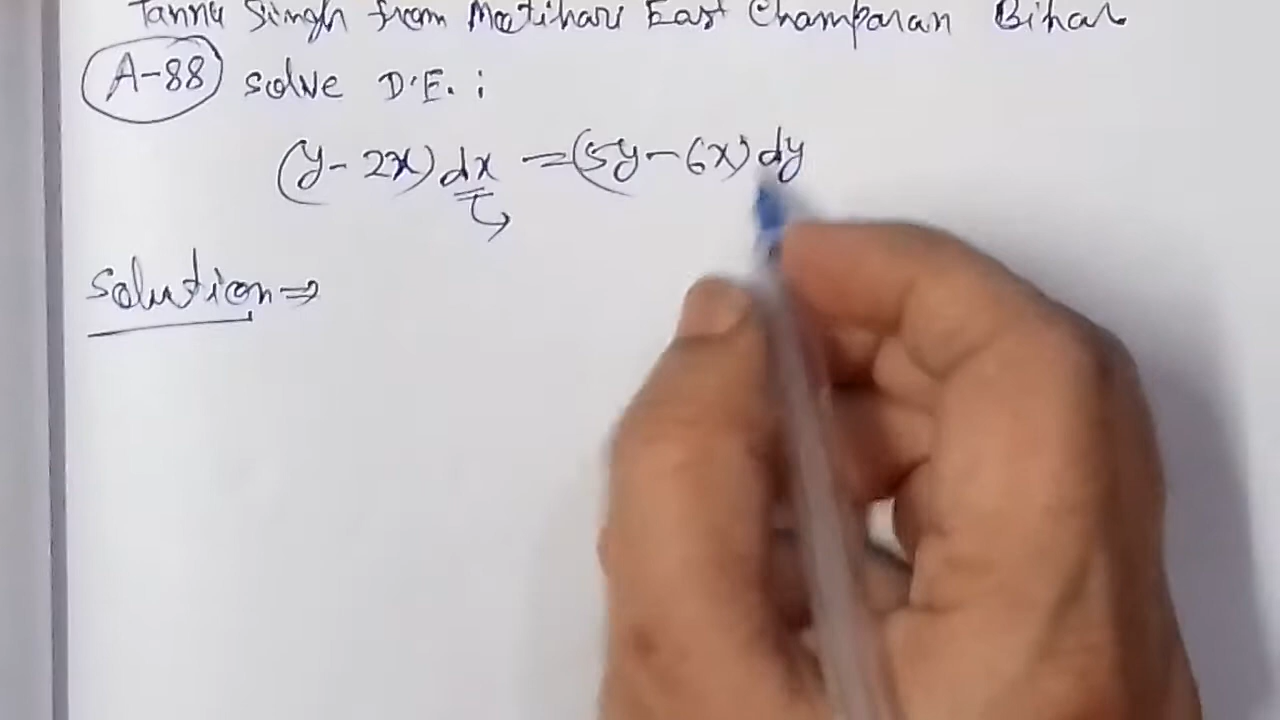 Tannu Singh from Motihari East Champaran Bihar
A-88 solve D.E. :
(y - 2x) dx = (5y - 6x) dy
Solution ⇒